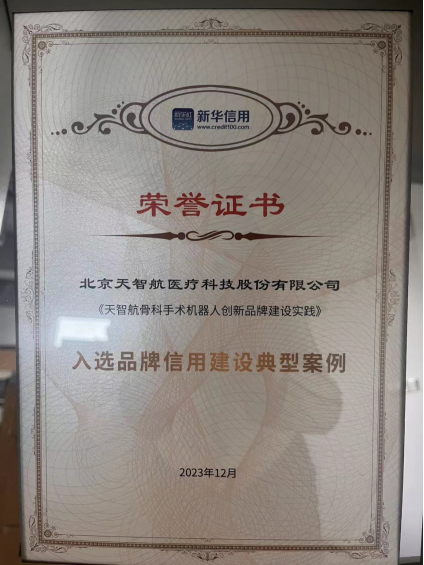 新华社
新华信用
www.credit100.com
荣誉证书
北京天智航医疗科技股份有限公司
《天智航骨科手术机器人创新品牌建设实践》
入选品牌信用建设典型案例
2023年12月